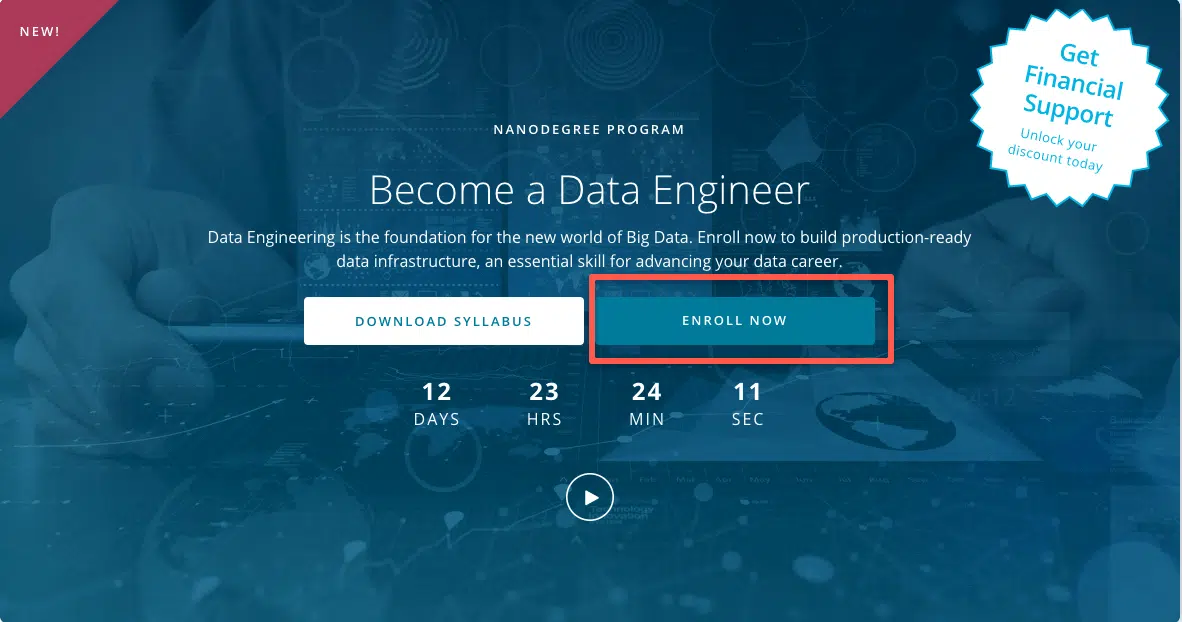 NEW!
Get
Financial
Support
Unlock your
discount today
NANODEGREE PROGRAM
Become a Data Engineer
Data Engineering is the foundation for the new world of Big Data. Enroll now to build production-ready
data infrastructure, an essential skill for advancing your data career.
DOWNLOAD SYLLABUS
ENROLL NOW
12 23 24 11
DAYS HRS MIN SEC
Technology
Innovation